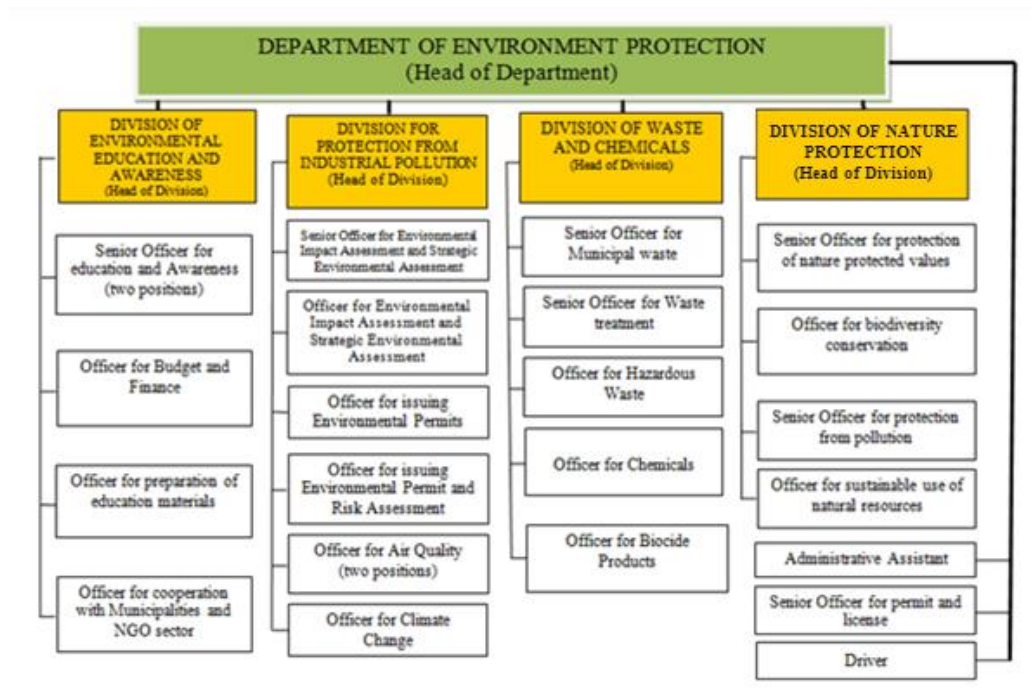 DEPARTMENT OF ENVIRONMENT PROTECTION
(Head of Department)
DIVISION OF
ENVIRONMENTAL
EDUCATION AND
AWARENESS
(Head of Division)
Senior Officer for
education and Awareness
(two positions)
Officer for Budget and
Finance
Officer for preparation of
education materials
Officer for cooperation
with Municipalities and
NGO sector
DIVISION FOR
PROTECTION FROM
INDUSTRIAL POLLUTION
(Head of Division)
Senior Officer for Environmental
Impact Assessment and Strategic
Environmental Assessment
Officer for Environmental
Impact Assessment and
Strategic Environmental
Assessment
Officer for issuing
Environmental Permits
Officer for issuing
Environmental Permit and
Risk Assessment
Officer for Air Quality
(two positions)
Officer for Climate
Change
DIVISION OF WASTE
AND CHEMICALS
(Head of Division)
Senior Officer for
Municipal waste
Senior Officer for Waste
treatment
Officer for Hazardous
Waste
Officer for Chemicals
Officer for Biocide
Products
DIVISION OF NATURE
PROTECTION
(Head of Division)
Senior Officer for protection
of nature protected values
Officer for biodiversity
conservation
Senior Officer for protection
from pollution
Officer for sustainable use of
natural resources
Administrative Assistant
Senior Officer for permit and
license
Driver